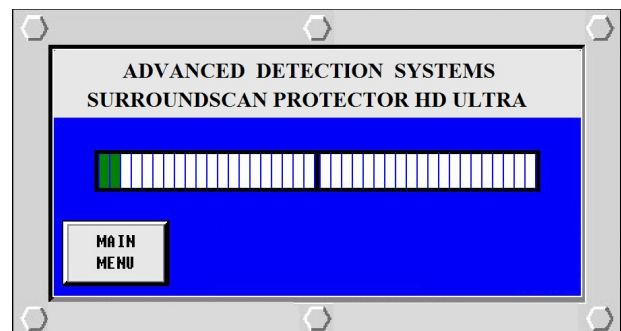 ADVANCED DETECTION SYSTEMS
SURROUNDSCAN PROTECTOR HD ULTRA
MAIN
MENU